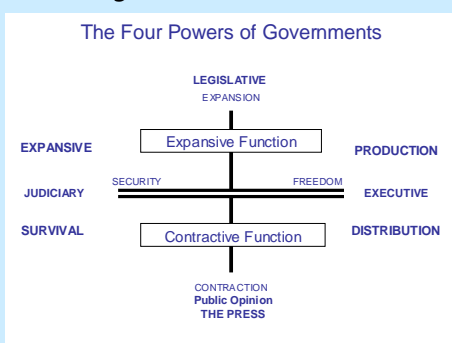 The Four Powers of Governments
LEGISLATIVE
EXPANSION
Expansive Function
EXPANSIVE
PRODUCTION
SECURITY
FREEDOM
JUDICIARY
EXECUTIVE
SURVIVAL
Contractive Function
DISTRIBUTION
CONTRACTION
Public Opinion
THE PRESS